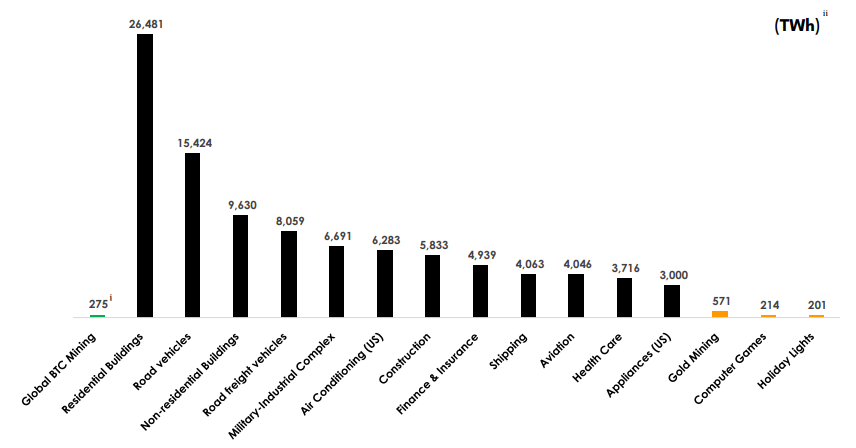 (TWh) ii
26,481
15,424
9,630
8,059
6,691
6,283
5,833
4,939
4,063
4,046
3,716
3,000
571
214
201
275 i
Global BTC Mining
Residential Buildings
Road vehicles
Non-residential Buildings
Road freight vehicles
Military-Industrial Complex
Air Conditioning (US)
Construction
Finance & Insurance
Shipping
Aviation
Health Care
Appliances (US)
Gold Mining
Computer Games
Holiday Lights